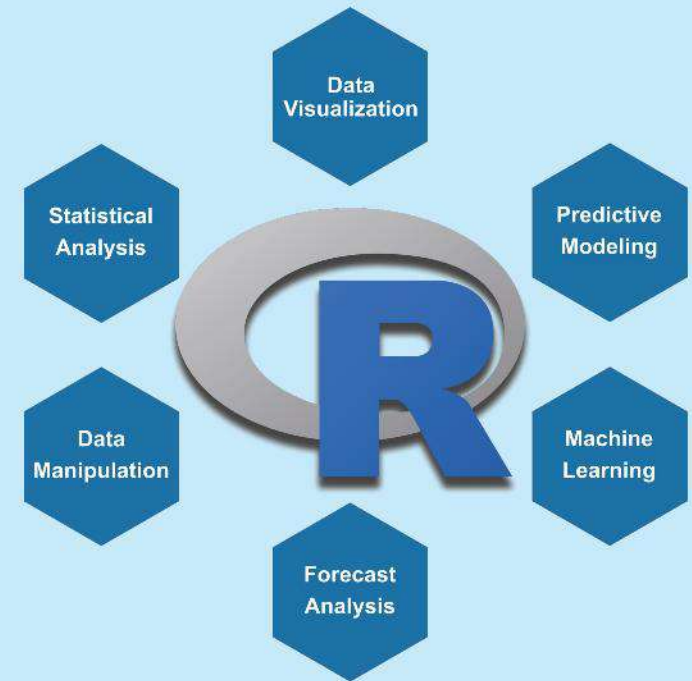 Data
Visualization
Statistical
Analysis
Predictive
Modeling
R
Data
Manipulation
Machine
Learning
Forecast
Analysis